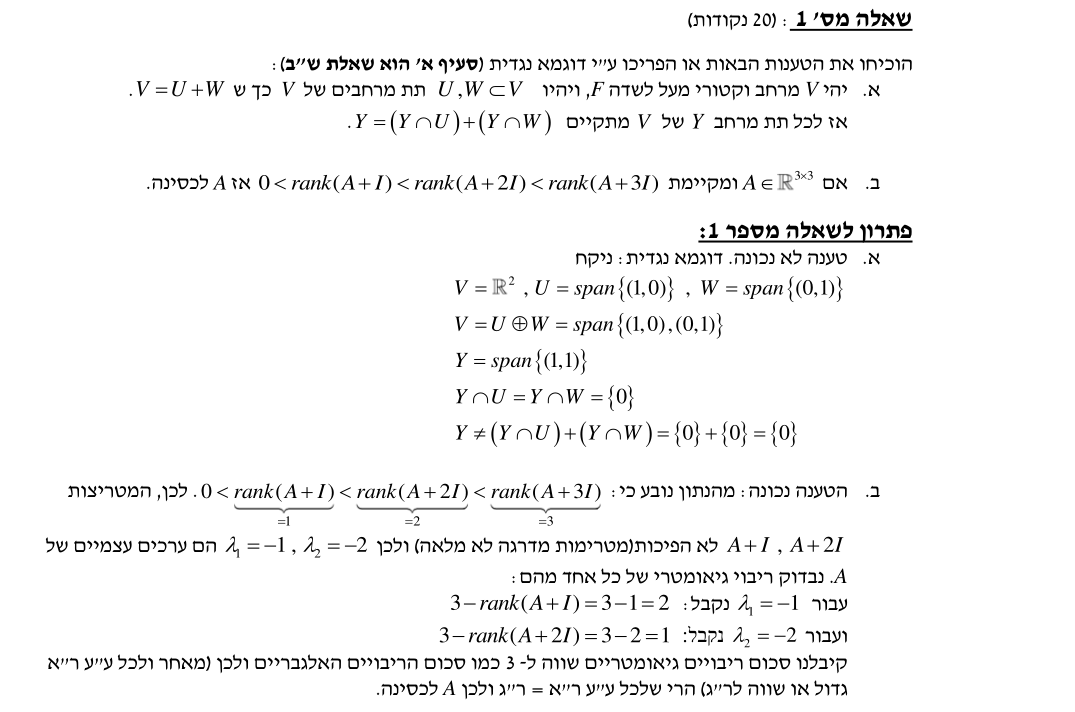 שאלה מס' 1 : (20 נקודות)
הוכיחו את הטענות הבאות או הפריכו ע"י דוגמא נגדית (סעיף א' הוא שאלת ש"ב) :
א. יהי V מרחב וקטורי מעל לשדה F, ויהיו U,W⊂V תת מרחבים של V כך ש V=U+W.
אז לכל תת מרחב Y של V מתקיים Y=(Y∩U)+(Y∩W).
ב. אם A∈ℝ^{3×3} ומקיימת 0<rank(A+I)<rank(A+2I)<rank(A+3I) אז A לכסינה.
פתרון לשאלה מספר 1:
א. טענה לא נכונה. דוגמא נגדית : ניקח
V = ℝ² , U = span{(1,0)} , W = span{(0,1)}
V = U⊕W = span{(1,0),(0,1)}
Y = span{(1,1)}
Y∩U = Y∩W = {0}
Y ≠ (Y∩U)+(Y∩W) = {0}+{0} = {0}
ב. הטענה נכונה : מהנתון נובע כי : 0<rank(A+I)<rank(A+2I)<rank(A+3I) . לכן, המטריצות
=1 =2 =3
A+I , A+2I לא הפיכות(מטרימות מדרגה לא מלאה) ולכן λ₁=−1 , λ₂=−2 הם ערכים עצמיים של
A. נבדוק ריבוי גיאומטרי של כל אחד מהם :
עבור λ₁=−1 נקבל : 3−rank(A+I)=3−1=2
ועבור λ₂=−2 נקבל: 3−rank(A+2I)=3−2=1
קיבלנו סכום ריבויים גיאומטריים שווה ל- 3 כמו סכום הריבויים האלגבריים ולכן (מאחר ולכל ע"ע ר"א
גדול או שווה לר"ג) הרי שלכל ע"ע ר"א = ר"ג ולכן A לכסינה.